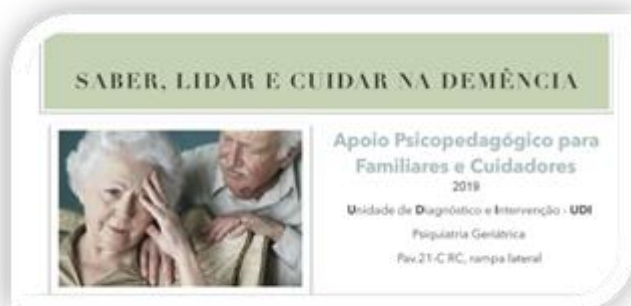 SABER, LIDAR E CUIDAR NA DEMÊNCIA
Apoio Psicopedagógico para
Familiares e Cuidadores
2019
Unidade de Diagnóstico e Intervenção - UDI
Psiquiatria Geriátrica
Pav.21-C RC, rampa lateral